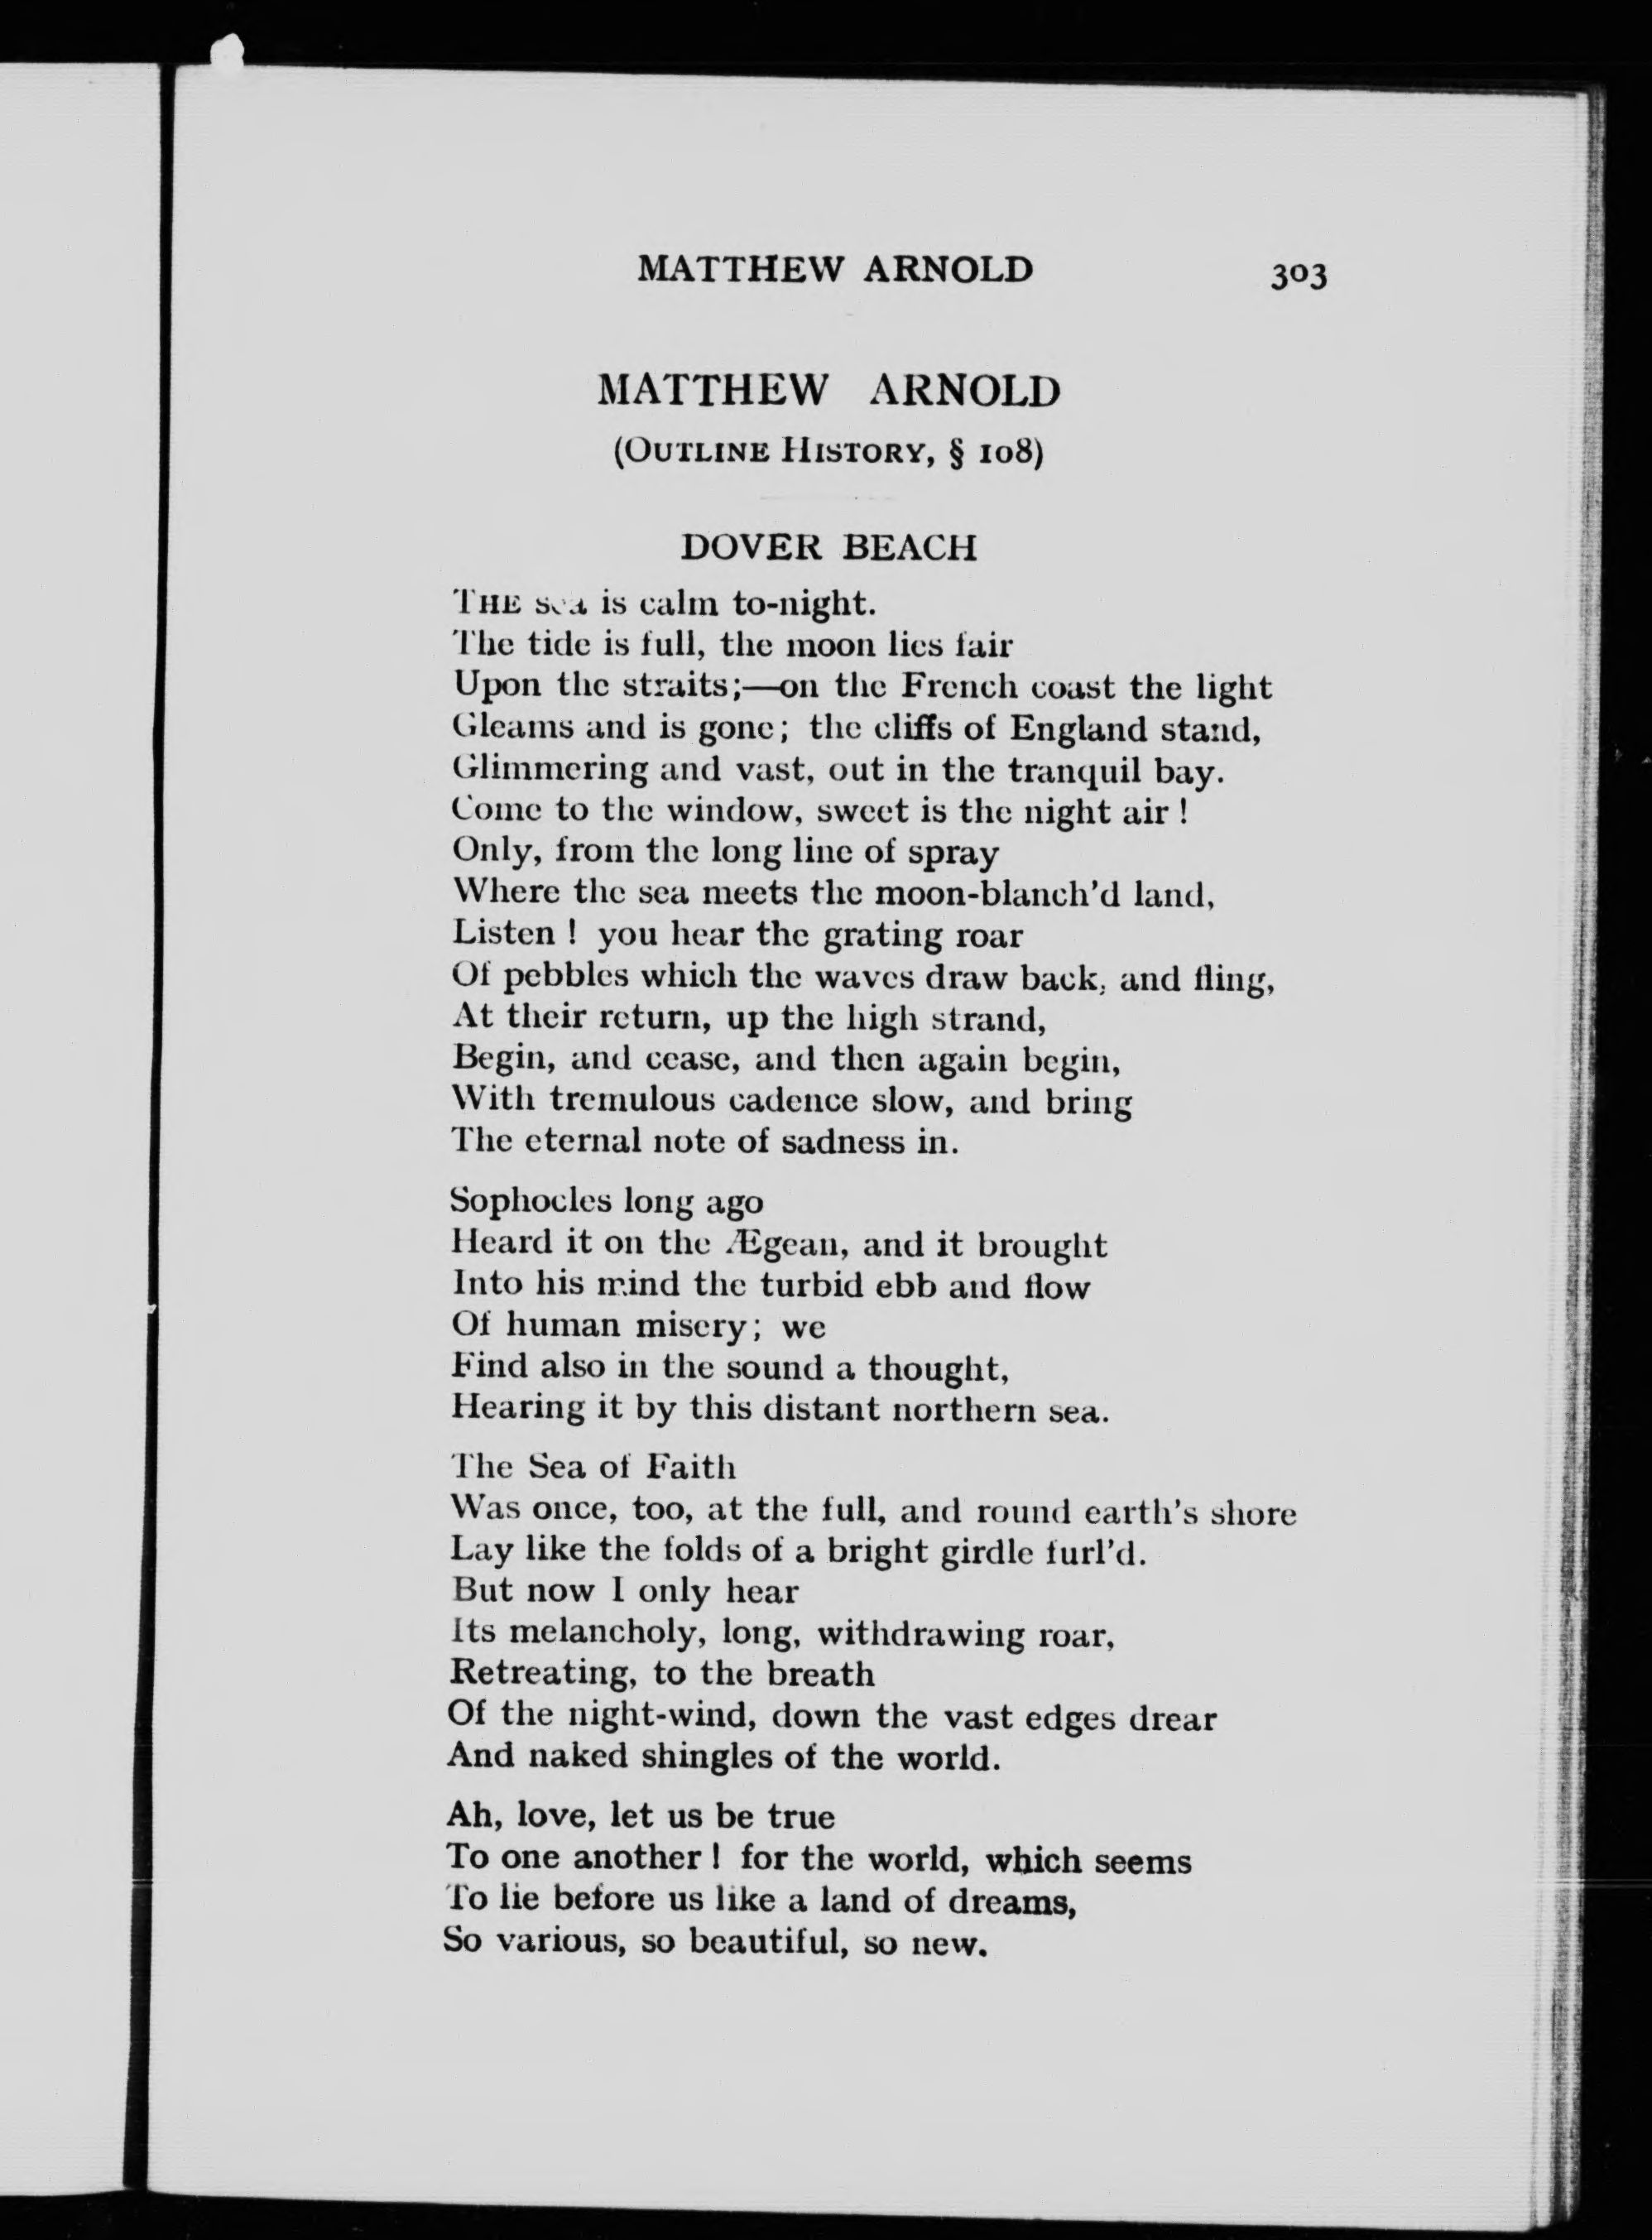 MATTHEW ARNOLD 303
MATTHEW ARNOLD
(OUTLINE HISTORY, § 108)
DOVER BEACH
THE sea is calm to-night.
The tide is full, the moon lies fair
Upon the straits;—on the French coast the light
Gleams and is gone; the cliffs of England stand,
Glimmering and vast, out in the tranquil bay.
Come to the window, sweet is the night air !
Only, from the long line of spray
Where the sea meets the moon-blanch'd land,
Listen ! you hear the grating roar
Of pebbles which the waves draw back, and fling,
At their return, up the high strand,
Begin, and cease, and then again begin,
With tremulous cadence slow, and bring
The eternal note of sadness in.
Sophocles long ago
Heard it on the Ægean, and it brought
Into his mind the turbid ebb and flow
Of human misery; we
Find also in the sound a thought,
Hearing it by this distant northern sea.
The Sea of Faith
Was once, too, at the full, and round earth's shore
Lay like the folds of a bright girdle furl'd.
But now I only hear
Its melancholy, long, withdrawing roar,
Retreating, to the breath
Of the night-wind, down the vast edges drear
And naked shingles of the world.
Ah, love, let us be true
To one another ! for the world, which seems
To lie before us like a land of dreams,
So various, so beautiful, so new.